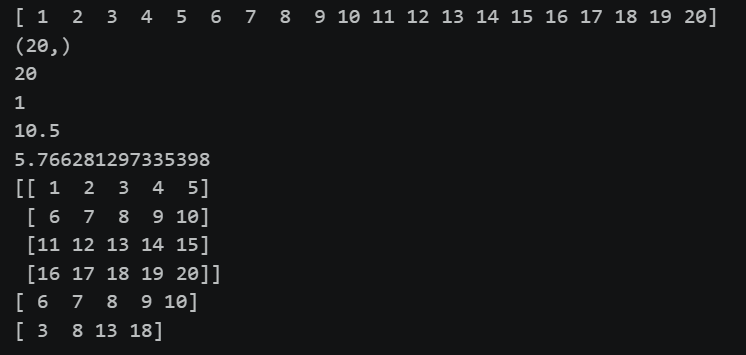 [ 1  2  3  4  5  6  7  8  9 10 11 12 13 14 15 16 17 18 19 20]
(20,)
20
1
10.5
5.766281297335398
[[ 1  2  3  4  5]
 [ 6  7  8  9 10]
 [11 12 13 14 15]
 [16 17 18 19 20]]
[ 6  7  8  9 10]
[ 3  8 13 18]